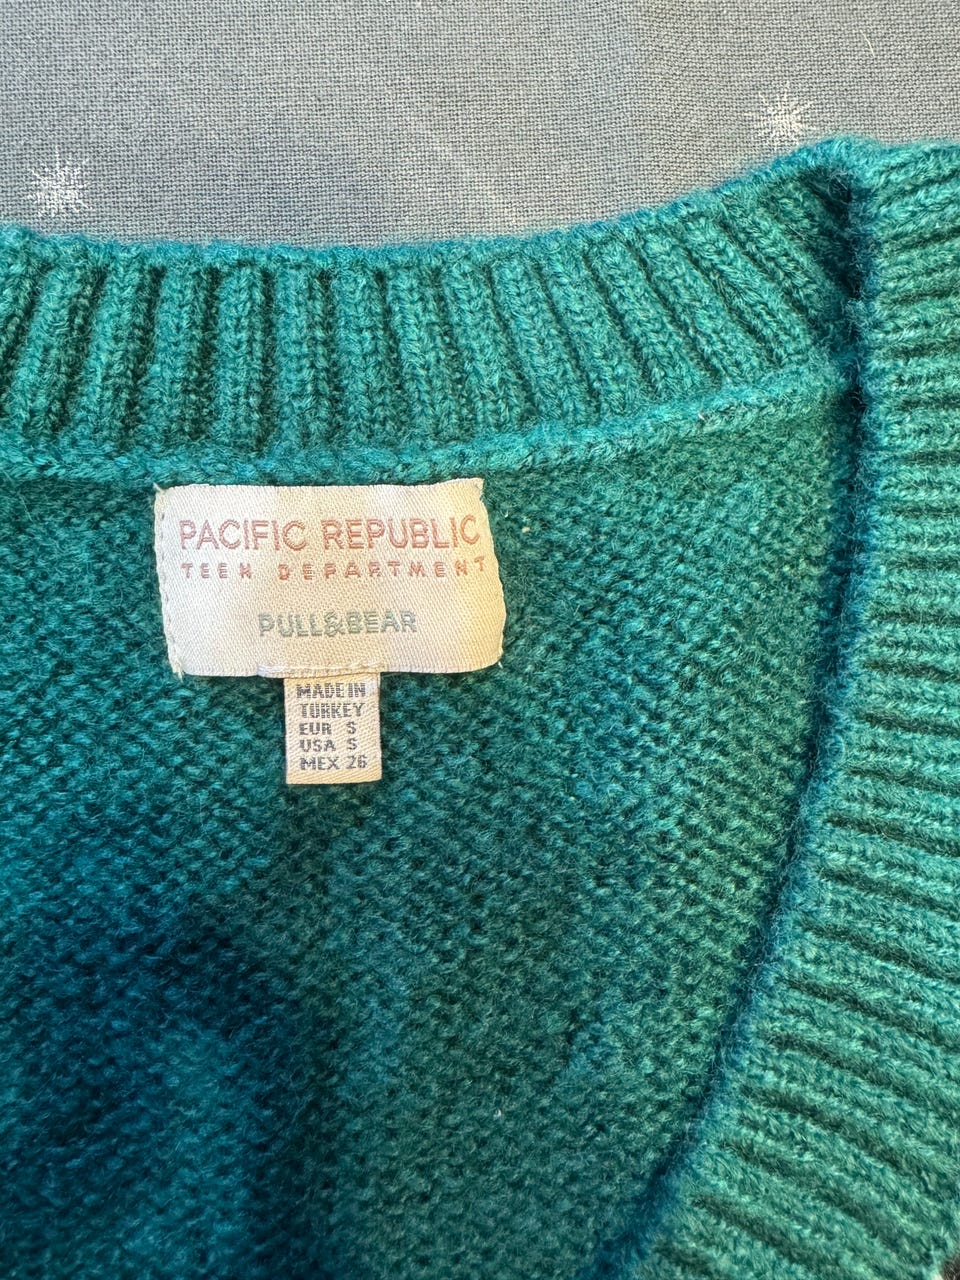 PACIFIC REPUBLIC
TEEN DEPARTMENT
PULL&BEAR
MADE IN
TURKEY
EUR S
USA S
MEX 26